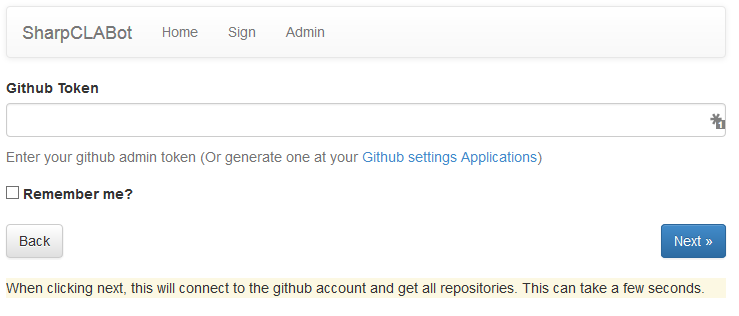 SharpCLABot Home Sign Admin
Github Token
1
Enter your github admin token (Or generate one at your Github settings Applications)
Remember me?
Back Next »
When clicking next, this will connect to the github account and get all repositories. This can take a few seconds.